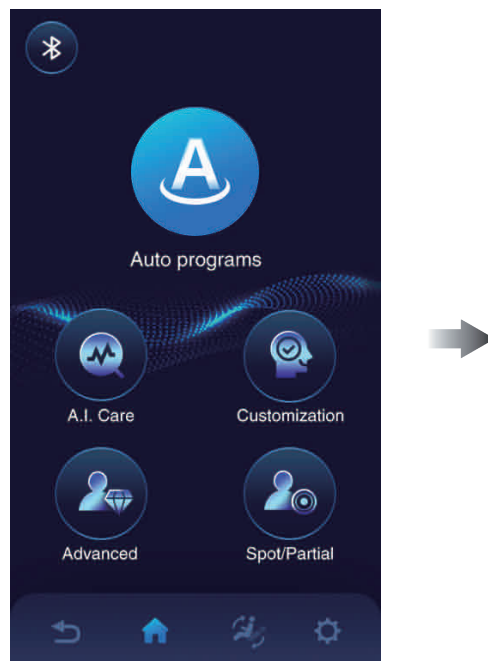 A
Auto programs
A.I. Care
Customization
Advanced
Spot/Partial